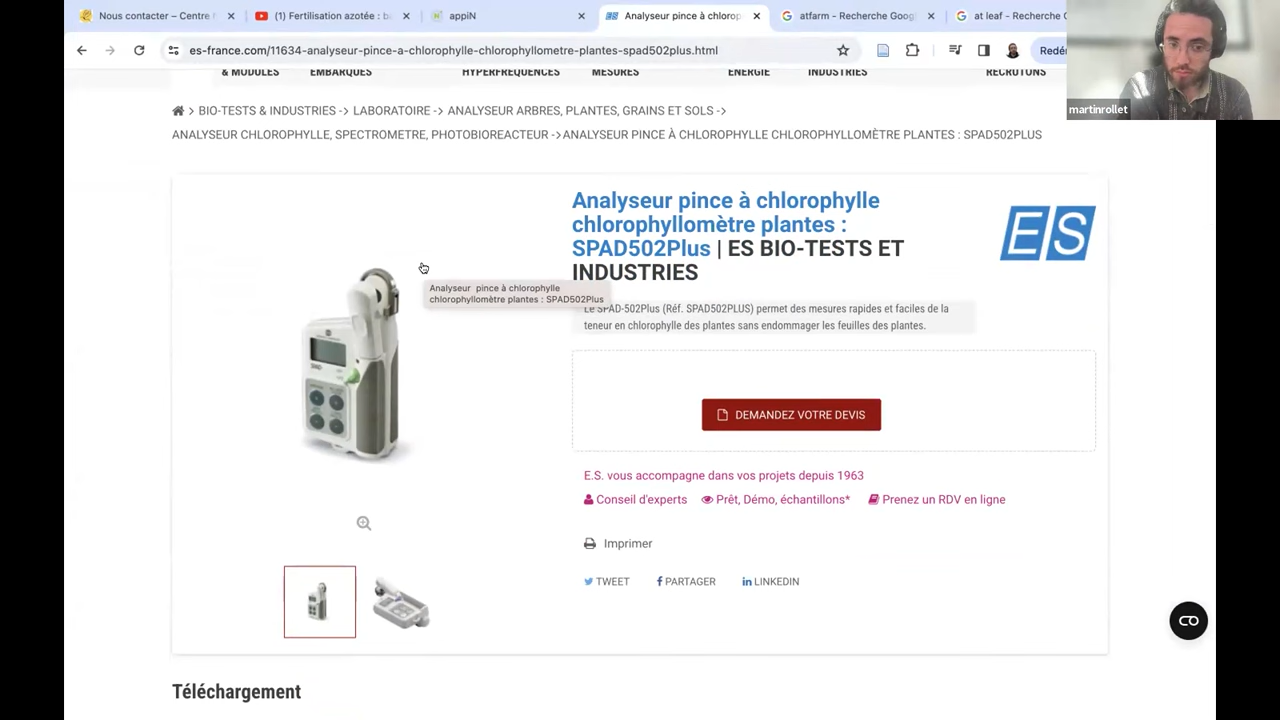 Nous contacter – Centre F
(1) Fertilisation azotée : ba
appiN
Analyseur pince à chlorop
atfarm - Recherche Goog
at leaf - Recherche G
es-france.com/11634-analyseur-pince-a-chlorophylle-chlorophyllometre-plantes-spad502plus.html
Redé
martinrollet
& MODULES
EMBARQUÉS
HYPERFRÉQUENCES
MESURES
ENERGIE
INDUSTRIES
RECRUTONS
BIO-TESTS & INDUSTRIES -> LABORATOIRE -> ANALYSEUR ARBRES, PLANTES, GRAINS ET SOLS ->
ANALYSEUR CHLOROPHYLLE, SPECTROMETRE, PHOTOBIOREACTEUR ->ANALYSEUR PINCE À CHLOROPHYLLE CHLOROPHYLLOMÈTRE PLANTES : SPAD502PLUS
Analyseur pince à chlorophylle
chlorophyllomètre plantes :
SPAD502Plus | ES BIO-TESTS ET
INDUSTRIES
ES
Analyseur pince à chlorophylle
chlorophyllomètre plantes : SPAD502Plus
Le SPAD-502Plus (Réf. SPAD502PLUS) permet des mesures rapides et faciles de la
teneur en chlorophylle des plantes sans endommager les feuilles des plantes.
DEMANDEZ VOTRE DEVIS
E.S. vous accompagne dans vos projets depuis 1963
Conseil d'experts
Prêt, Démo, échantillons*
Prenez un RDV en ligne
Imprimer
TWEET
PARTAGER
LINKEDIN
Téléchargement